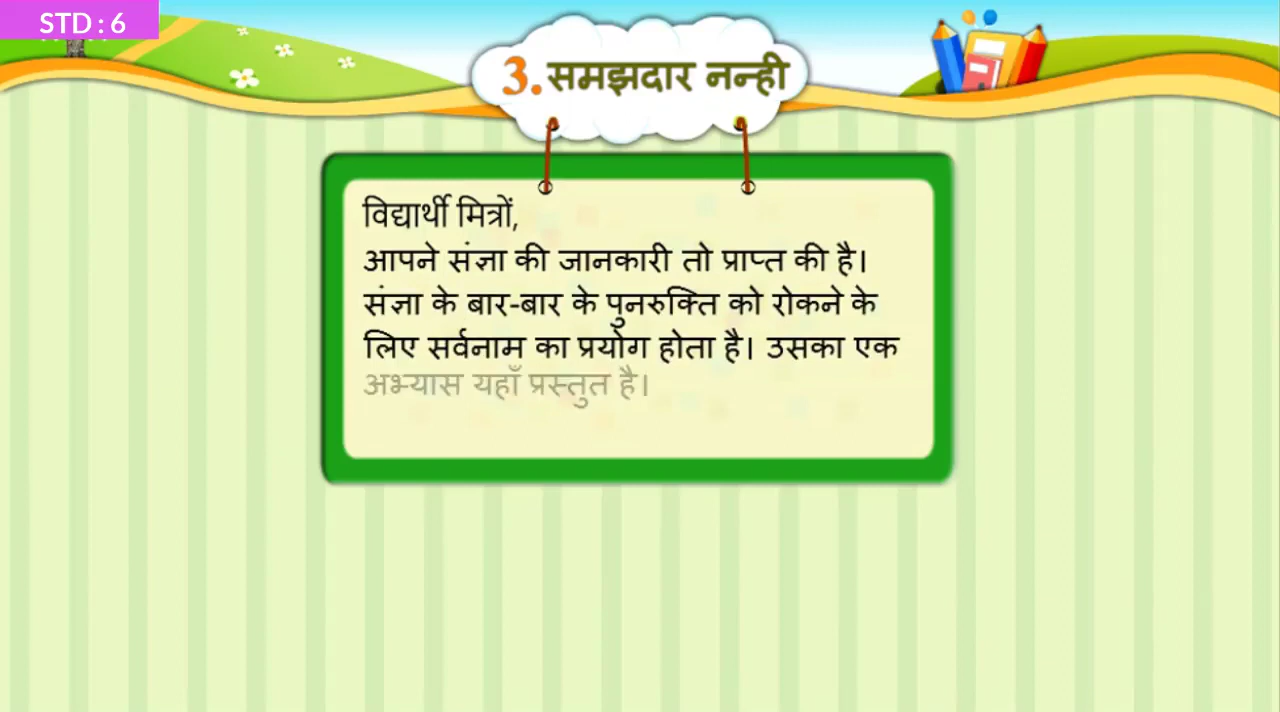 STD : 6
3. समझदार नन्ही
विद्यार्थी मित्रों,
आपने संज्ञा की जानकारी तो प्राप्त की है।
संज्ञा के बार-बार के पुनरुक्ति को रोकने के
लिए सर्वनाम का प्रयोग होता है। उसका एक
अभ्यास यहाँ प्रस्तुत है।